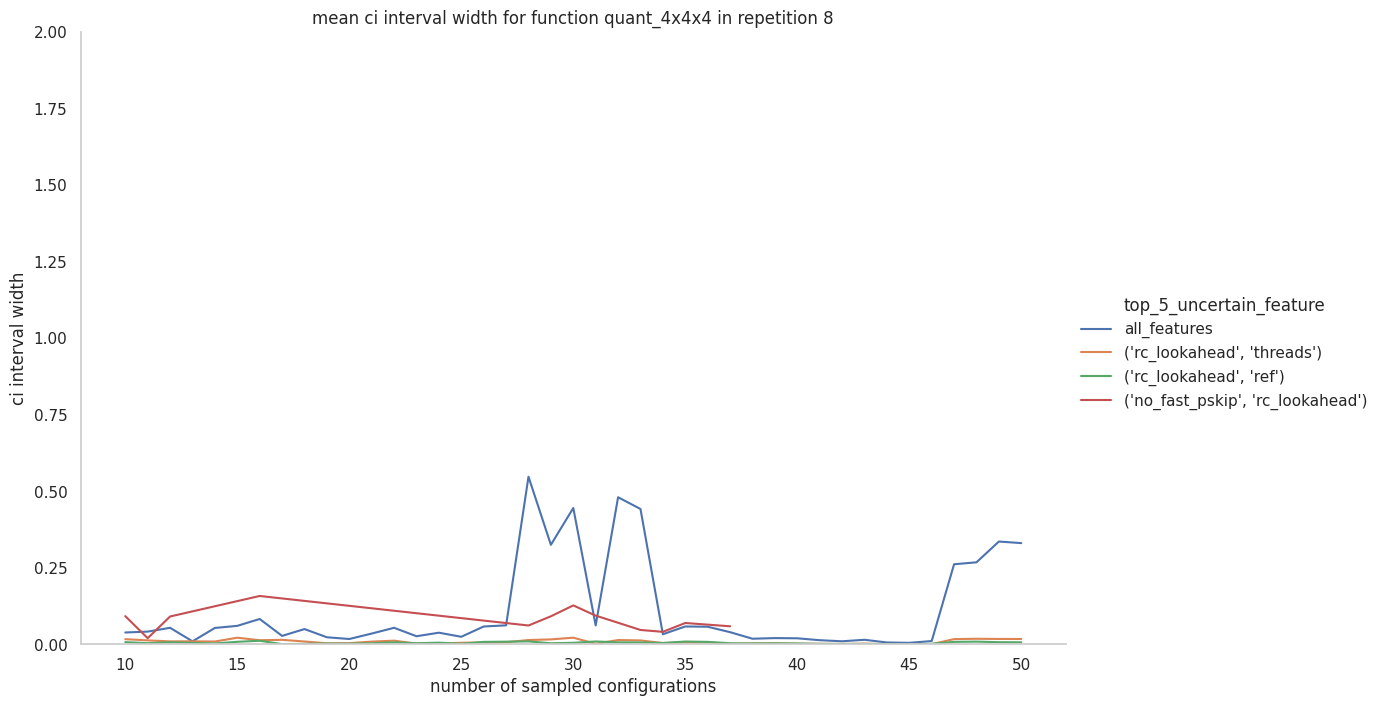 mean ci interval width for function quant_4x4x4 in repetition 8
2.00
1.75
1.50
1.25
1.00
0.75
0.50
0.25
0.00
ci interval width
10 15 20 25 30 35 40 45 50
number of sampled configurations
top_5_uncertain_feature
all_features
('rc_lookahead', 'threads')
('rc_lookahead', 'ref')
('no_fast_pskip', 'rc_lookahead')